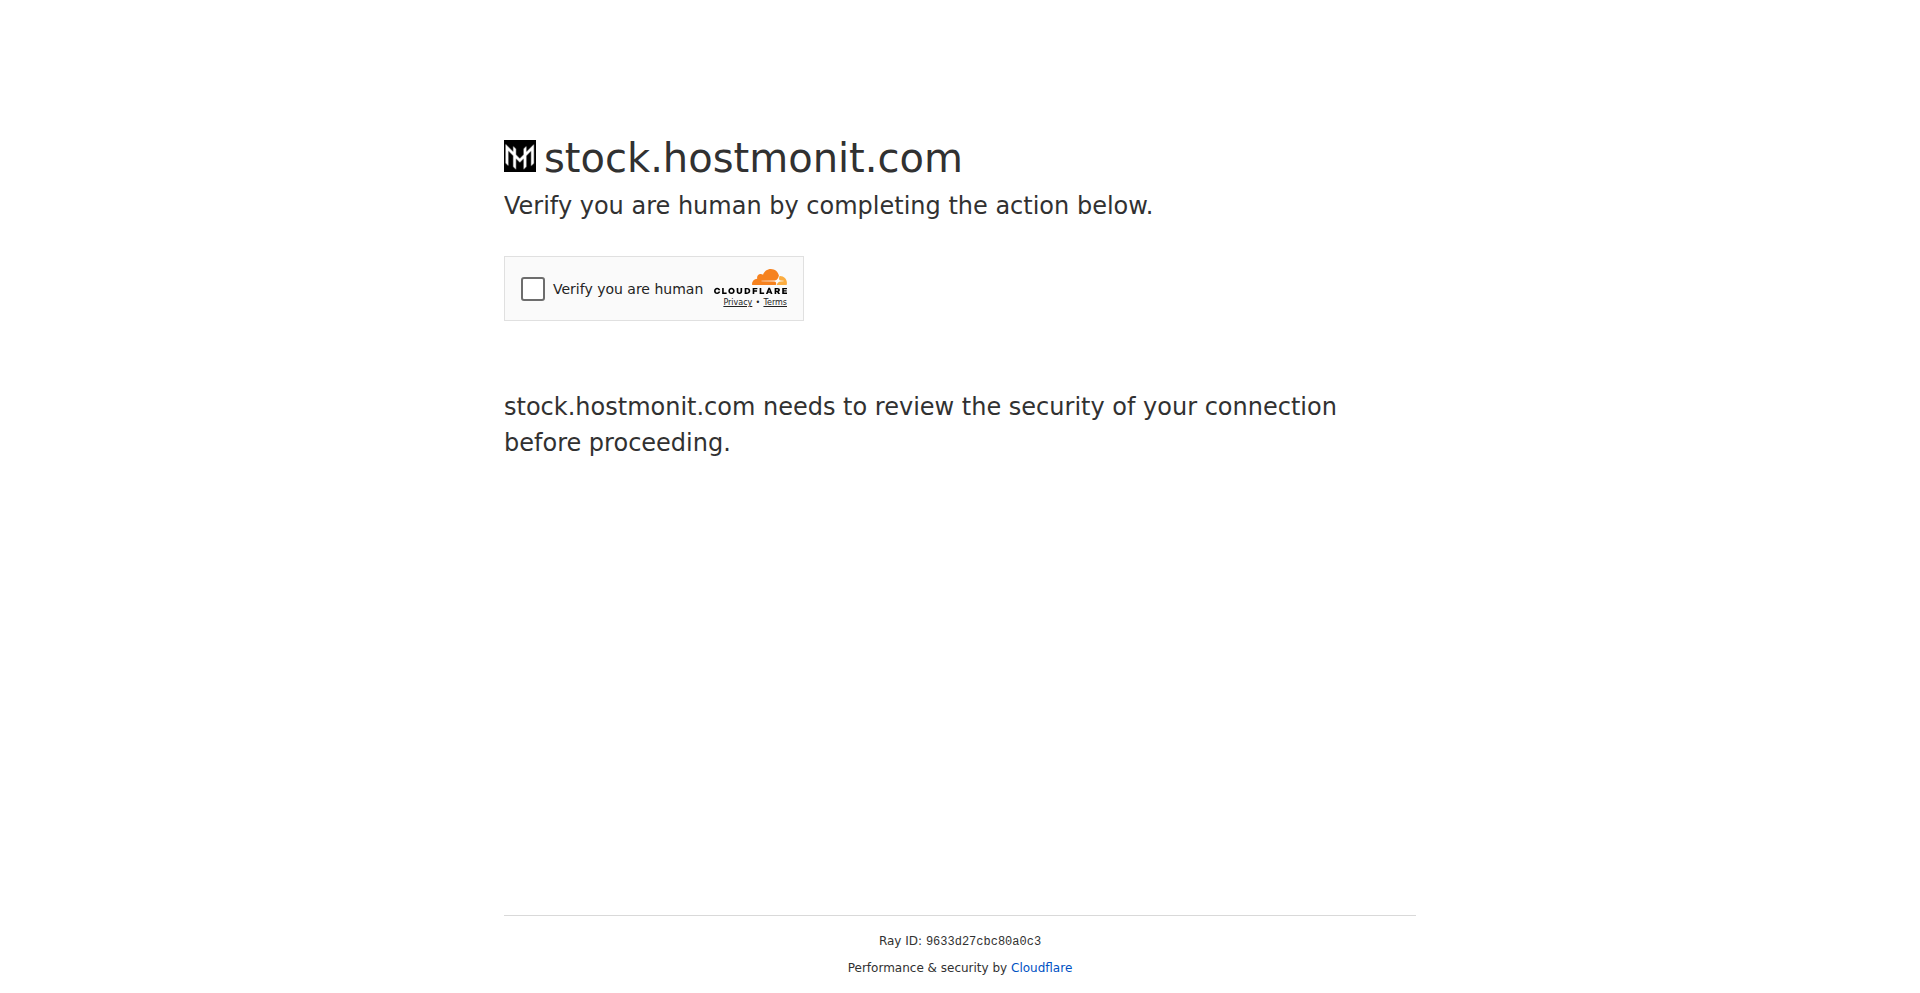 stock.hostmonit.com
Verify you are human by completing the action below.
Verify you are human
CLOUDFLARE
Privacy • Terms
stock.hostmonit.com needs to review the security of your connection
before proceeding.
Ray ID: 9633d27cbc80a0c3
Performance & security by Cloudflare